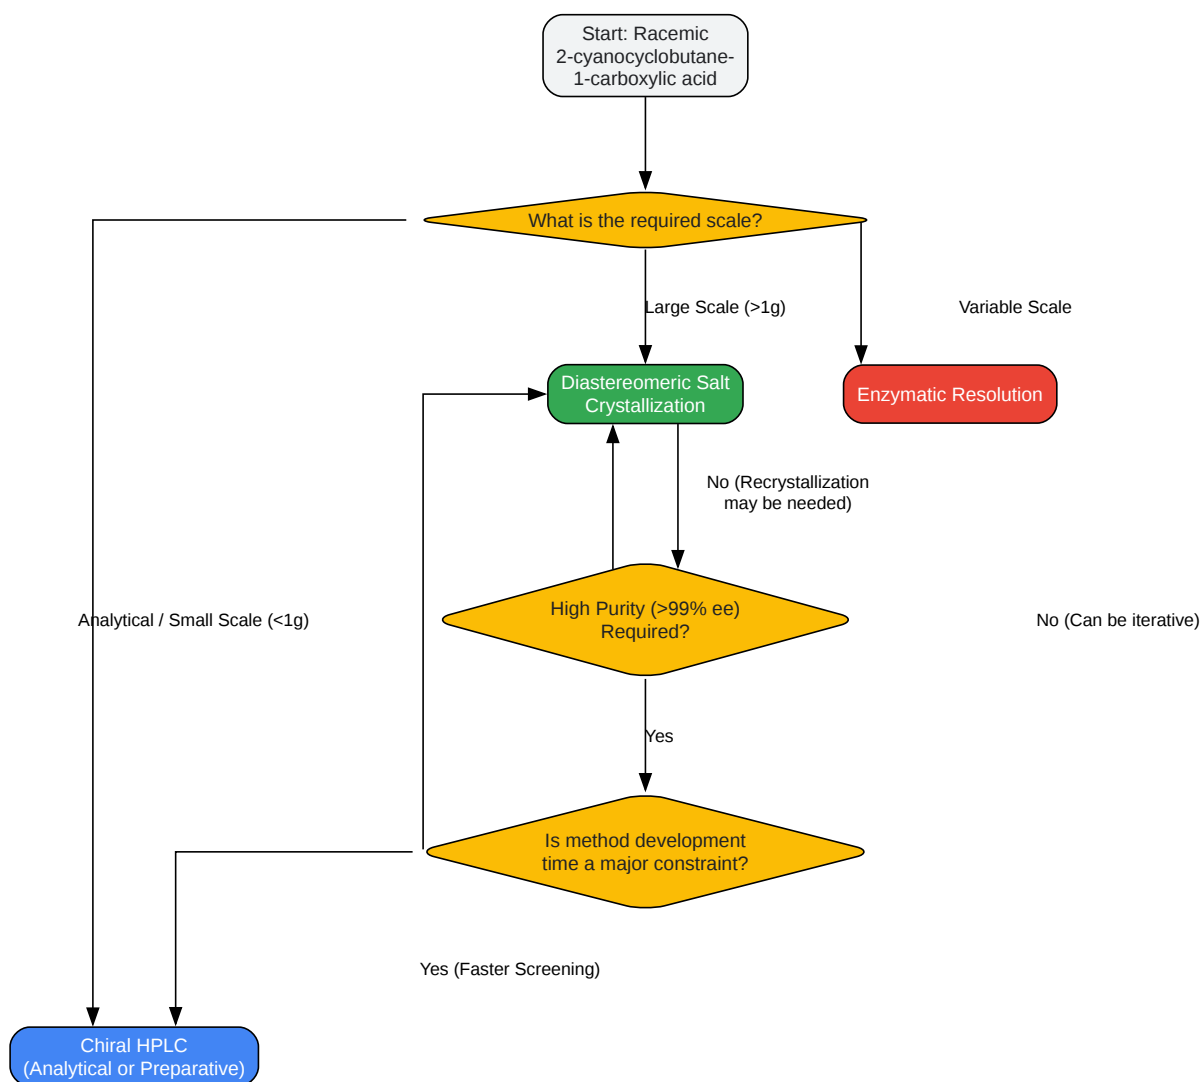 Start: Racemic
2-cyanocyclobutane-
1-carboxylic acid
What is the required scale?
Large Scale (>1g)
Variable Scale
Diastereomeric Salt
Crystallization
Enzymatic Resolution
No (Recrystallization
may be needed)
High Purity (>99% ee)
Required?
Analytical / Small Scale (<1g)
No (Can be iterative)
Yes
Is method development
time a major constraint?
Yes (Faster Screening)
Chiral HPLC
(Analytical or Preparative)